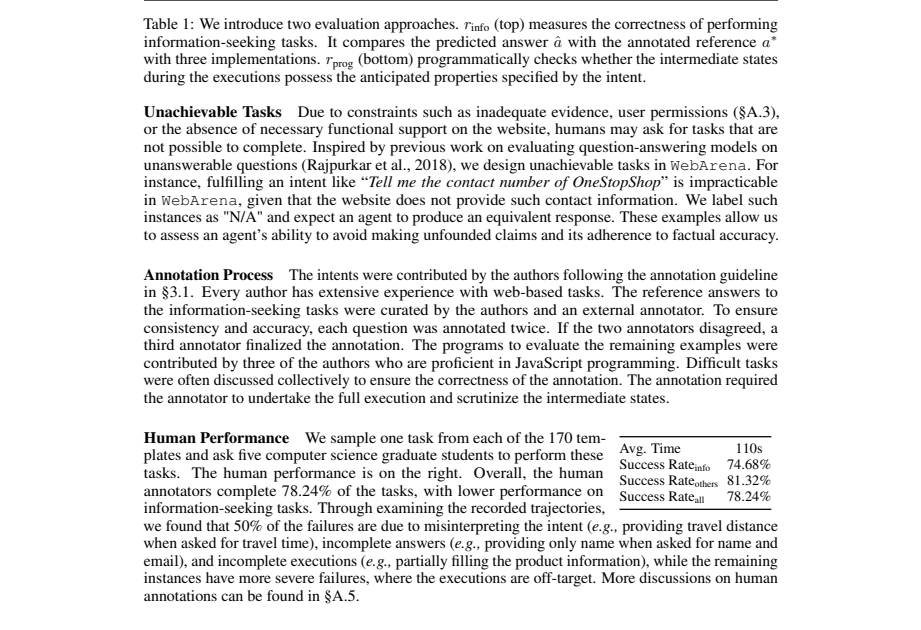 Table 1: We introduce two evaluation approaches. r_info (top) measures the correctness of performing
information-seeking tasks. It compares the predicted answer â with the annotated reference a*
with three implementations. r_prog (bottom) programmatically checks whether the intermediate states
during the executions possess the anticipated properties specified by the intent.
Unachievable Tasks Due to constraints such as inadequate evidence, user permissions (§A.3),
or the absence of necessary functional support on the website, humans may ask for tasks that are
not possible to complete. Inspired by previous work on evaluating question-answering models on
unanswerable questions (Rajpurkar et al., 2018), we design unachievable tasks in WebArena. For
instance, fulfilling an intent like “Tell me the contact number of OneStopShop” is impracticable
in WebArena, given that the website does not provide such contact information. We label such
instances as "N/A" and expect an agent to produce an equivalent response. These examples allow us
to assess an agent’s ability to avoid making unfounded claims and its adherence to factual accuracy.
Annotation Process The intents were contributed by the authors following the annotation guideline
in §3.1. Every author has extensive experience with web-based tasks. The reference answers to
the information-seeking tasks were curated by the authors and an external annotator. To ensure
consistency and accuracy, each question was annotated twice. If the two annotators disagreed, a
third annotator finalized the annotation. The programs to evaluate the remaining examples were
contributed by three of the authors who are proficient in JavaScript programming. Difficult tasks
were often discussed collectively to ensure the correctness of the annotation. The annotation required
the annotator to undertake the full execution and scrutinize the intermediate states.
Human Performance We sample one task from each of the 170 tem-
plates and ask five computer science graduate students to perform these
tasks. The human performance is on the right. Overall, the human
annotators complete 78.24% of the tasks, with lower performance on
information-seeking tasks. Through examining the recorded trajectories,
Avg. Time 110s
Success Rate_info 74.68%
Success Rate_others 81.32%
Success Rate_all 78.24%
we found that 50% of the failures are due to misinterpreting the intent (e.g., providing travel distance
when asked for travel time), incomplete answers (e.g., providing only name when asked for name and
email), and incomplete executions (e.g., partially filling the product information), while the remaining
instances have more severe failures, where the executions are off-target. More discussions on human
annotations can be found in §A.5.